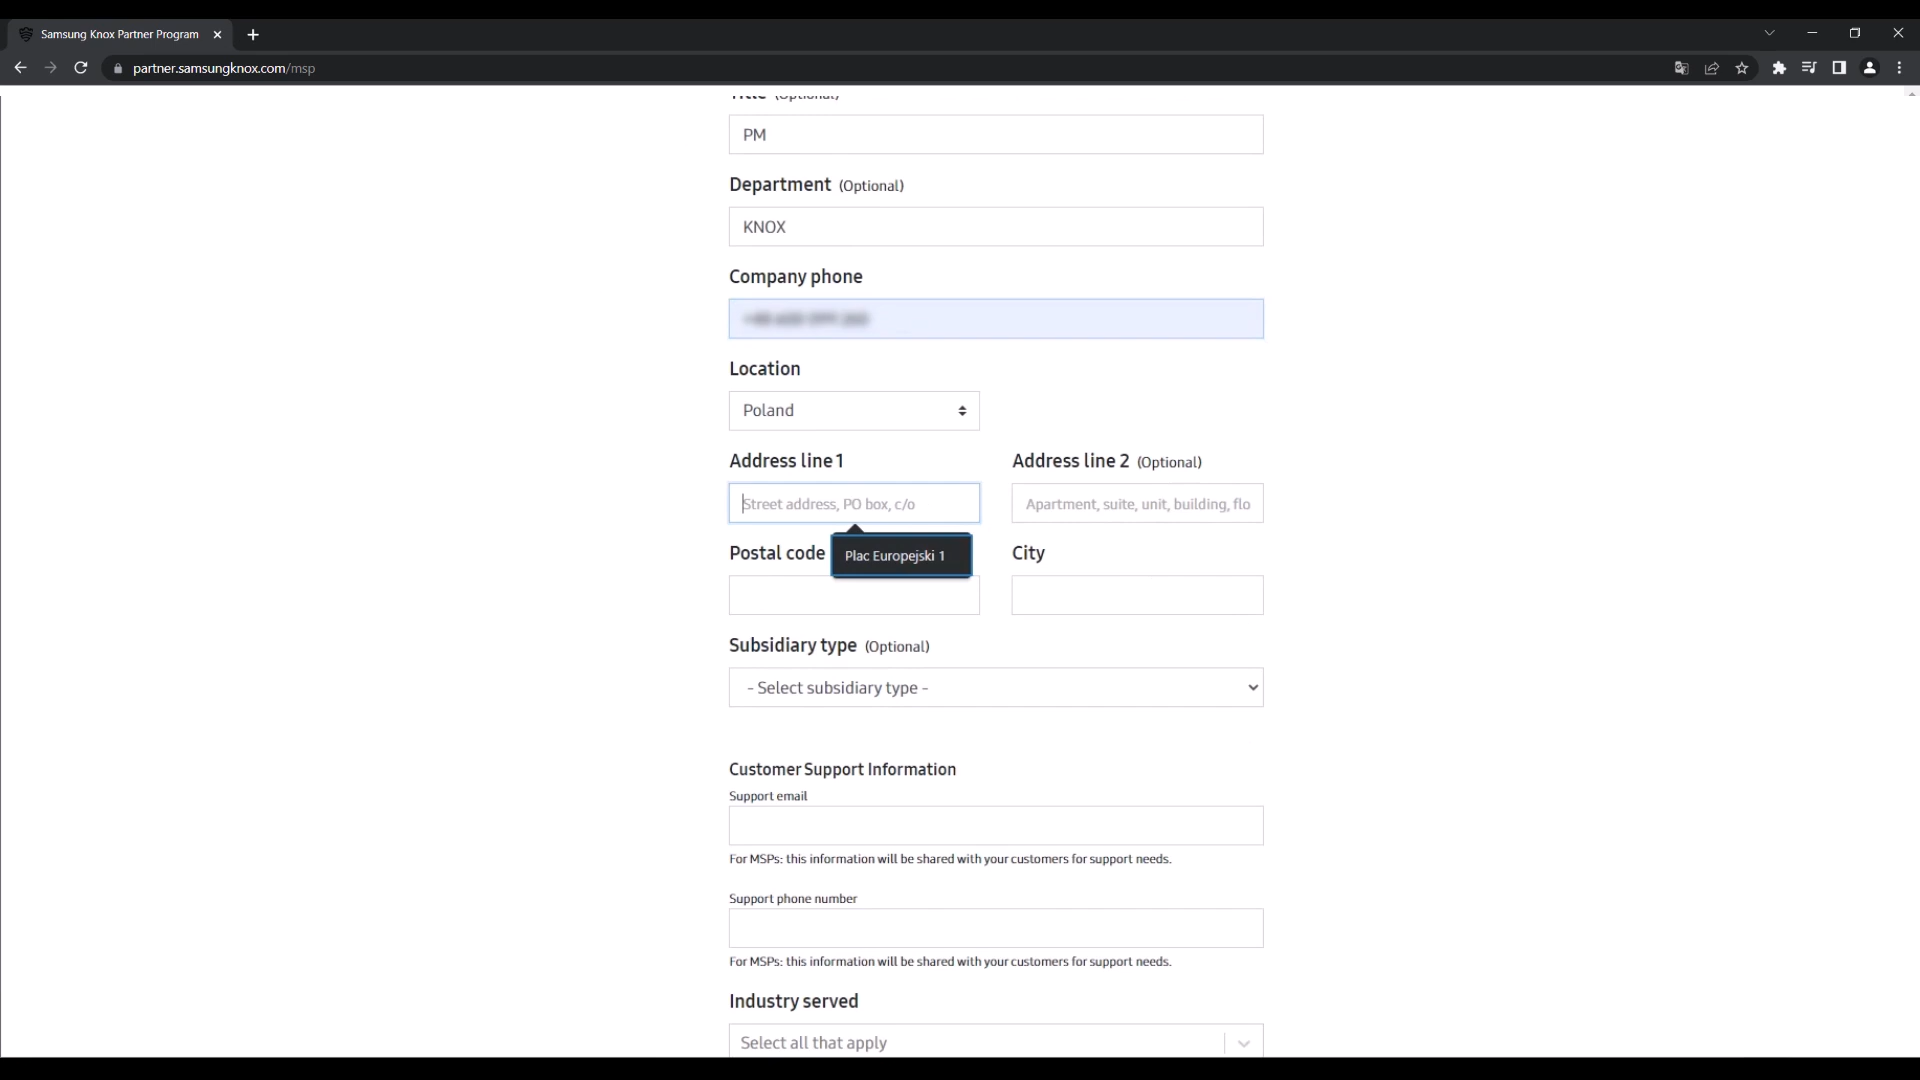 Samsung Knox Partner Program
partner.samsungknox.com/msp
Title (Optional)
PM
Department (Optional)
KNOX
Company phone
Location
Poland
Address line 1
Address line 2 (Optional)
Street address, PO box, c/o
Apartment, suite, unit, building, flo
Postal code
Plac Europejski 1
City
Subsidiary type (Optional)
- Select subsidiary type -
Customer Support Information
Support email
For MSPs: this information will be shared with your customers for support needs.
Support phone number
For MSPs: this information will be shared with your customers for support needs.
Industry served
Select all that apply